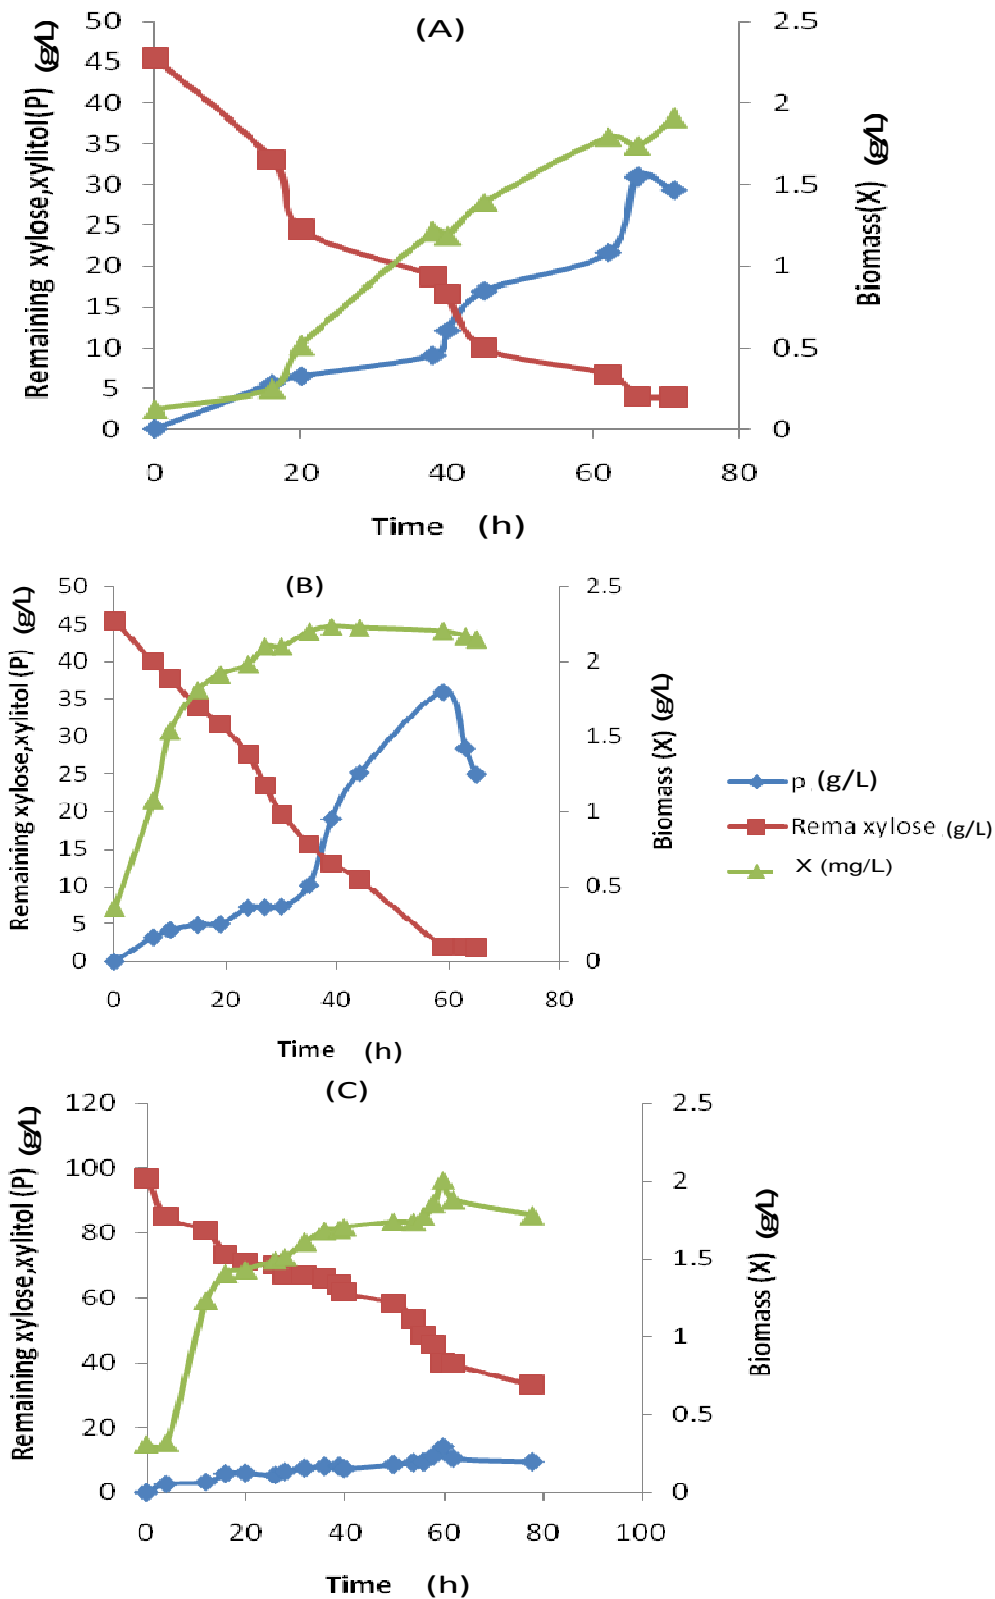 (A)
Remaining xylose,xylitol(P) (g/L)
50
45
40
35
30
25
20
15
10
5
0
2.5
2
1.5
1
0.5
0
Biomass(X) (g/L)
0 20 40 60 80
Time (h)
(B)
Remaining xylose,xylitol (P) (g/L)
50
45
40
35
30
25
20
15
10
5
0
2.5
2
1.5
1
0.5
0
Biomass (X) (g/L)
0 20 40 60 80
Time (h)
p (g/L)
Rema xylose (g/L)
X (mg/L)
(C)
Remaining xylose,xylitol (P) (g/L)
120
100
80
60
40
20
0
2.5
2
1.5
1
0.5
0
Biomass (X) (g/L)
0 20 40 60 80 100
Time (h)